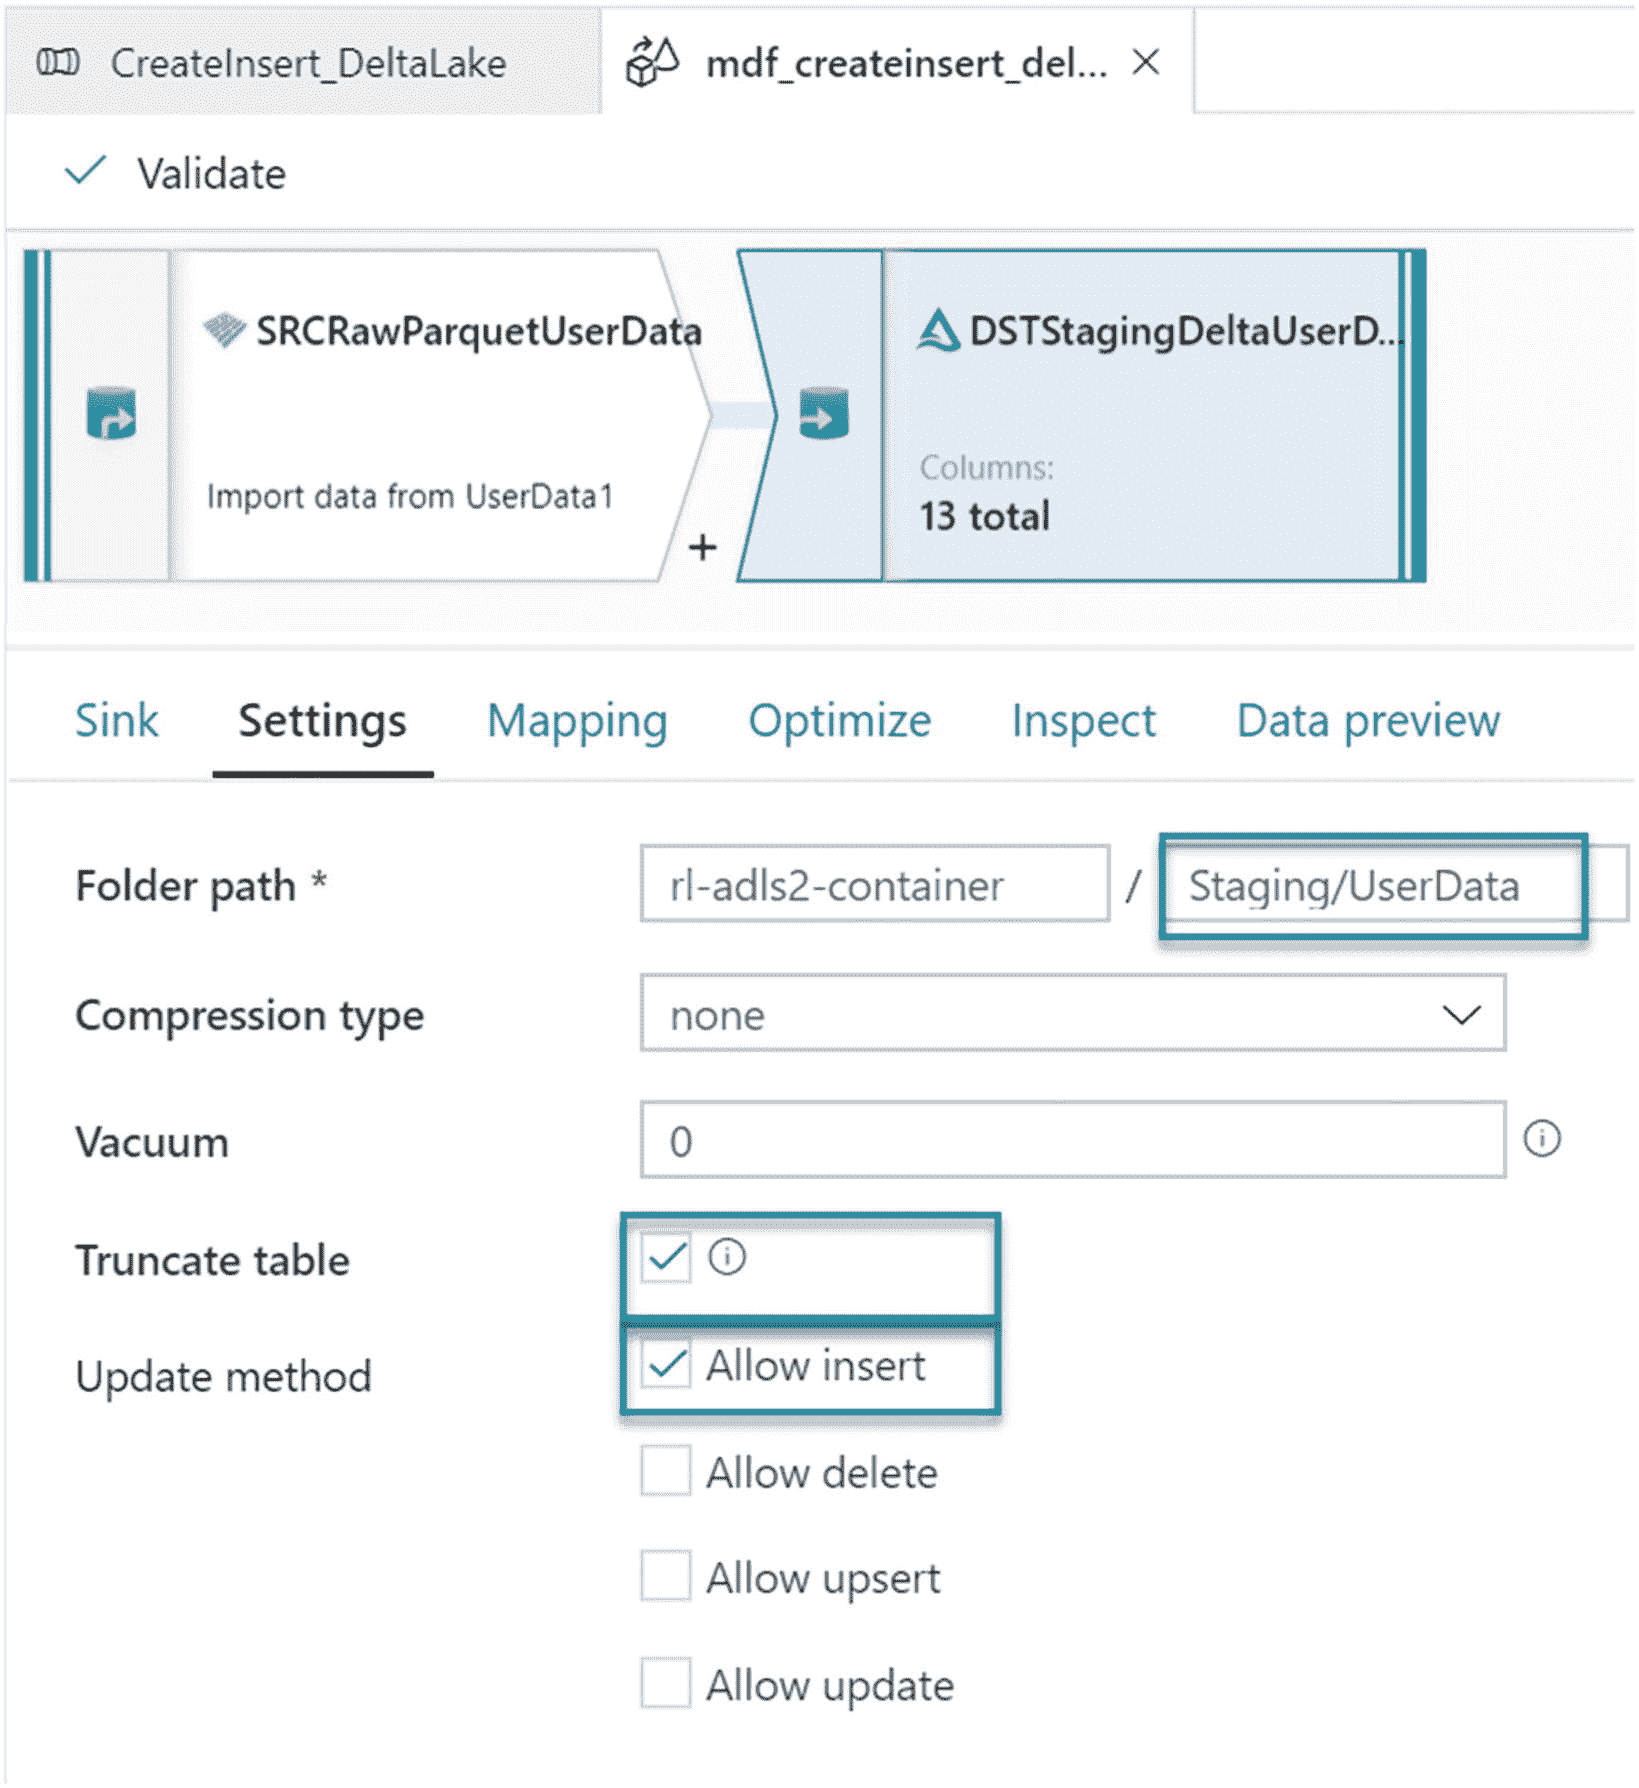 CreateInsert_DeltaLake mdf_createinsert_del...
Validate
SRCRawParquetUserData DSTStagingDeltaUserD...
Columns:
Import data from UserData1 13 total
+
Sink Settings Mapping Optimize Inspect Data preview
Folder path * rl-adls2-container / Staging/UserData
Compression type none
Vacuum 0
Truncate table
Update method Allow insert
Allow delete
Allow upsert
Allow update